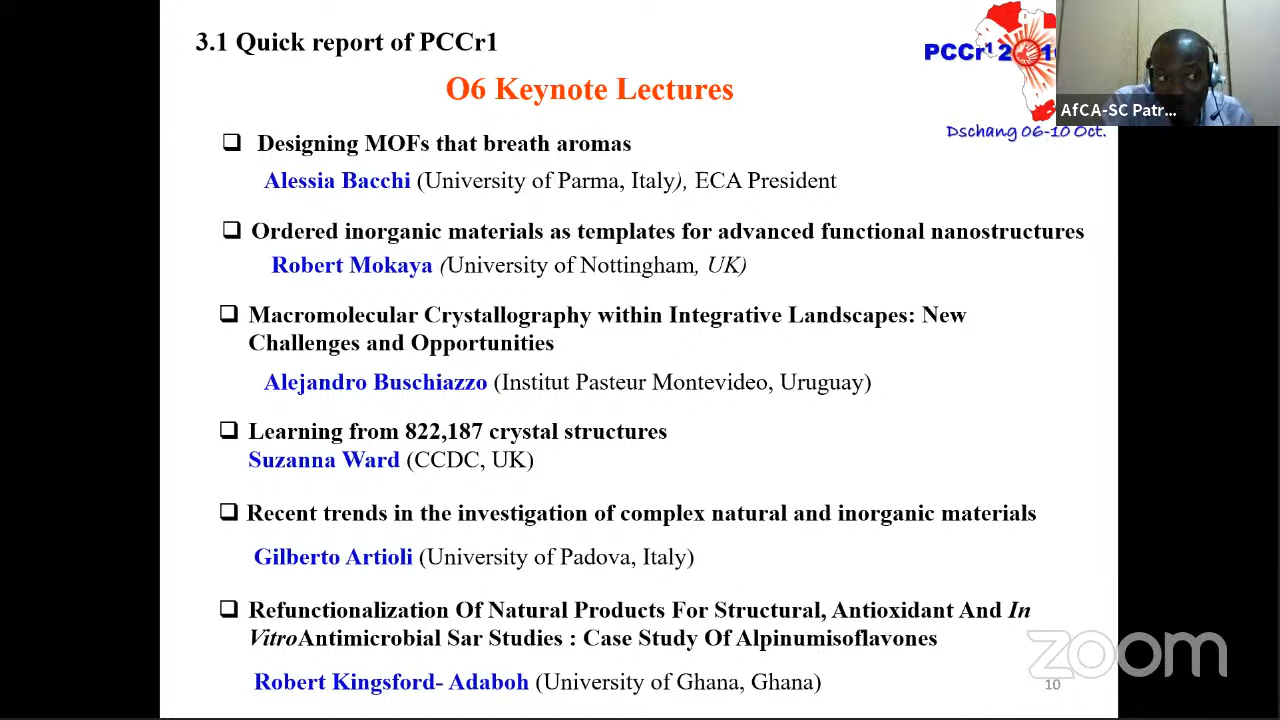 3.1 Quick report of PCCr1
PCCr¹ 201
Dschang 06-10 Oct.
AfCA-SC Patr...
O6 Keynote Lectures
Designing MOFs that breath aromas
Alessia Bacchi (University of Parma, Italy), ECA President
Ordered inorganic materials as templates for advanced functional nanostructures
Robert Mokaya (University of Nottingham, UK)
Macromolecular Crystallography within Integrative Landscapes: New
Challenges and Opportunities
Alejandro Buschiazzo (Institut Pasteur Montevideo, Uruguay)
Learning from 822,187 crystal structures
Suzanna Ward (CCDC, UK)
Recent trends in the investigation of complex natural and inorganic materials
Gilberto Artioli (University of Padova, Italy)
Refunctionalization Of Natural Products For Structural, Antioxidant And In
VitroAntimicrobial Sar Studies : Case Study Of Alpinumisoflavones
Robert Kingsford- Adaboh (University of Ghana, Ghana)
zoom
10